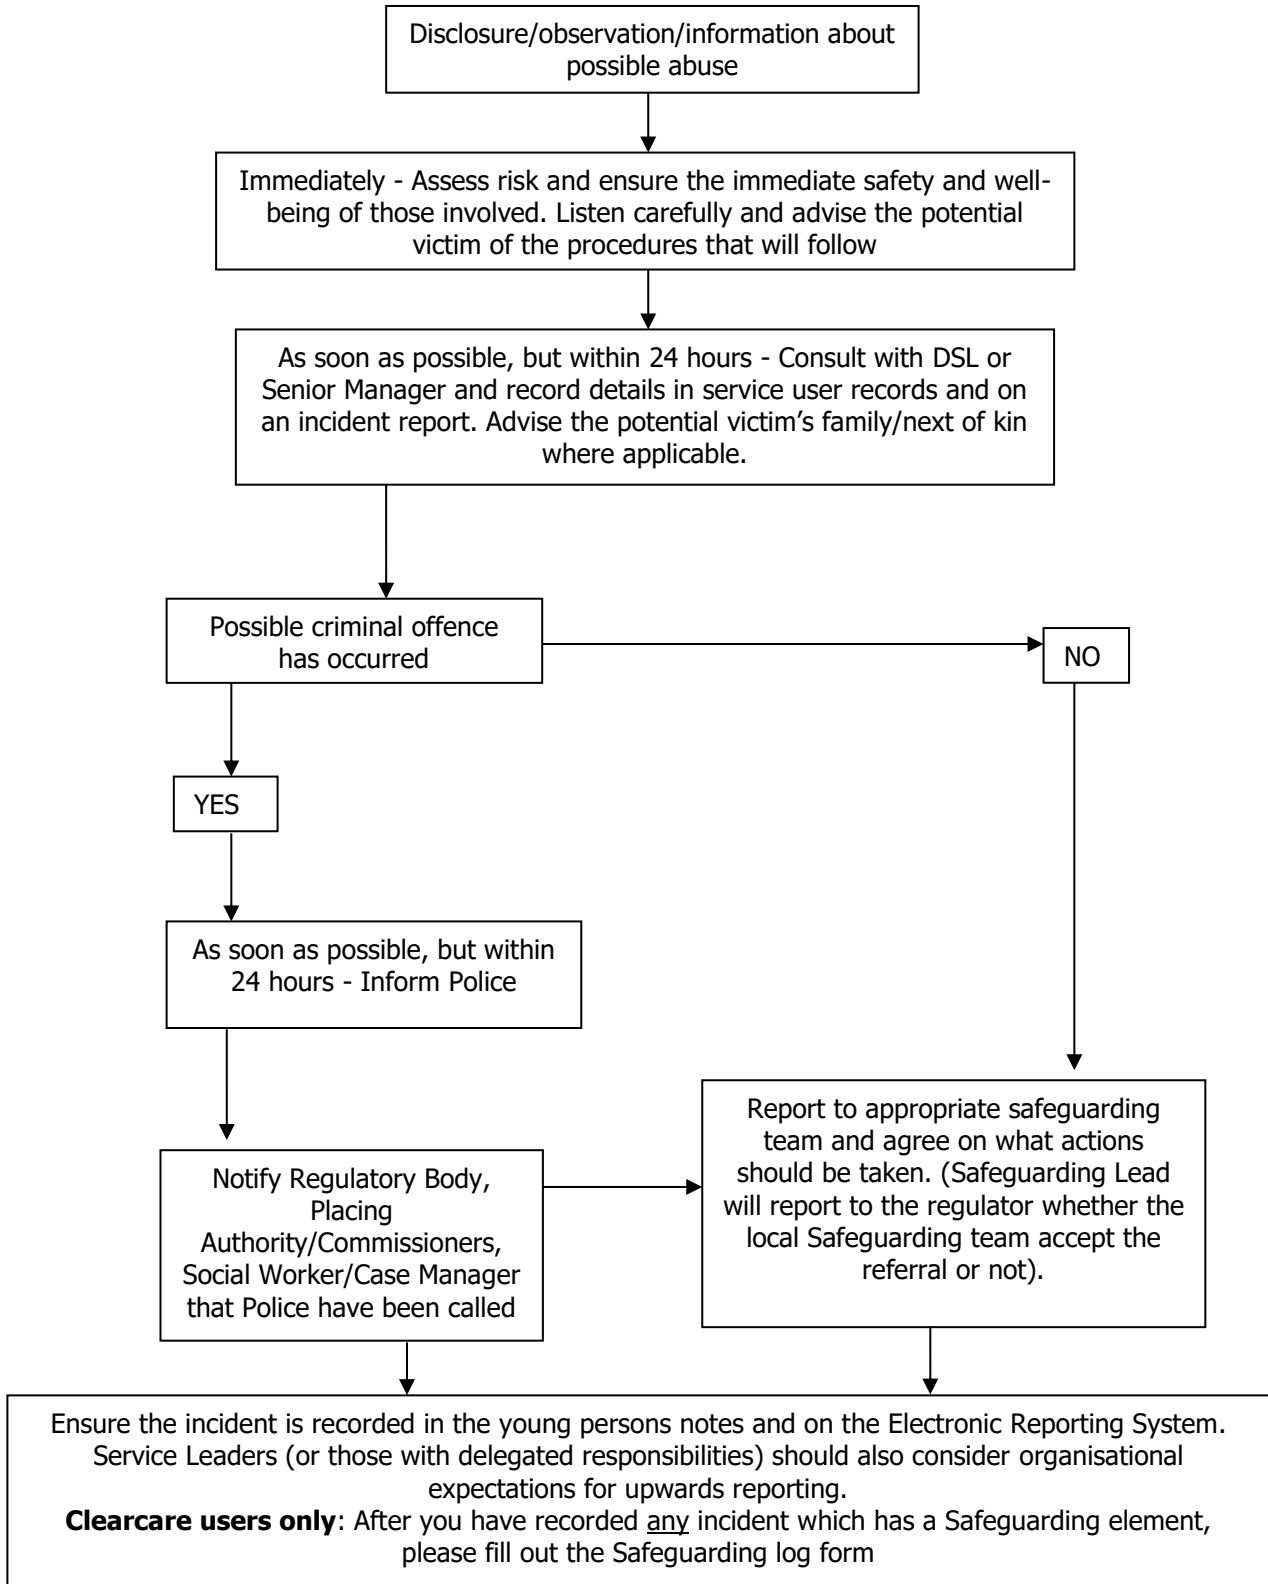 Disclosure/observation/information about
possible abuse
Immediately - Assess risk and ensure the immediate safety and well-
being of those involved. Listen carefully and advise the potential
victim of the procedures that will follow
As soon as possible, but within 24 hours - Consult with DSL or
Senior Manager and record details in service user records and on
an incident report. Advise the potential victim’s family/next of kin
where applicable.
Possible criminal offence
has occurred
NO
YES
As soon as possible, but within
24 hours - Inform Police
Notify Regulatory Body,
Placing
Authority/Commissioners,
Social Worker/Case Manager
that Police have been called
Report to appropriate safeguarding
team and agree on what actions
should be taken. (Safeguarding Lead
will report to the regulator whether the
local Safeguarding team accept the
referral or not).
Ensure the incident is recorded in the young persons notes and on the Electronic Reporting System.
Service Leaders (or those with delegated responsibilities) should also consider organisational
expectations for upwards reporting.
Clearcare users only: After you have recorded any incident which has a Safeguarding element,
please fill out the Safeguarding log form